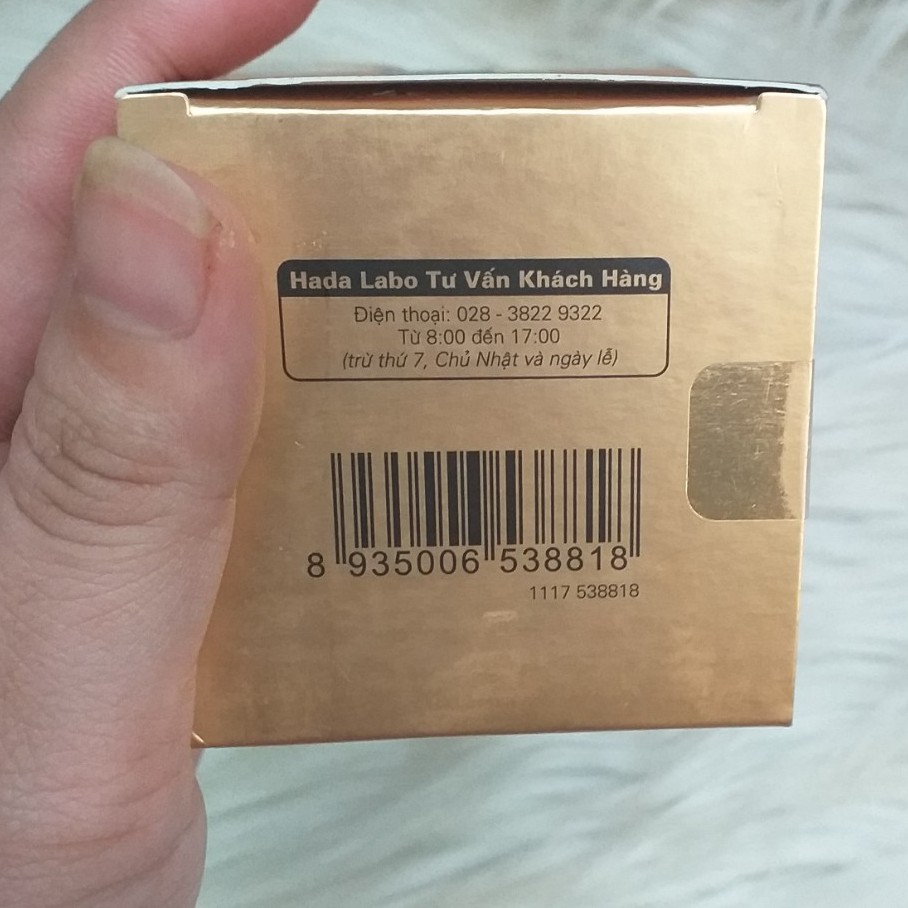 Hada Labo Tư Vấn Khách Hàng
Điện thoại: 028 - 3822 9322
Từ 8:00 đến 17:00
(trừ thứ 7, Chủ Nhật và ngày lễ)
8 935006 538818
1117 538818